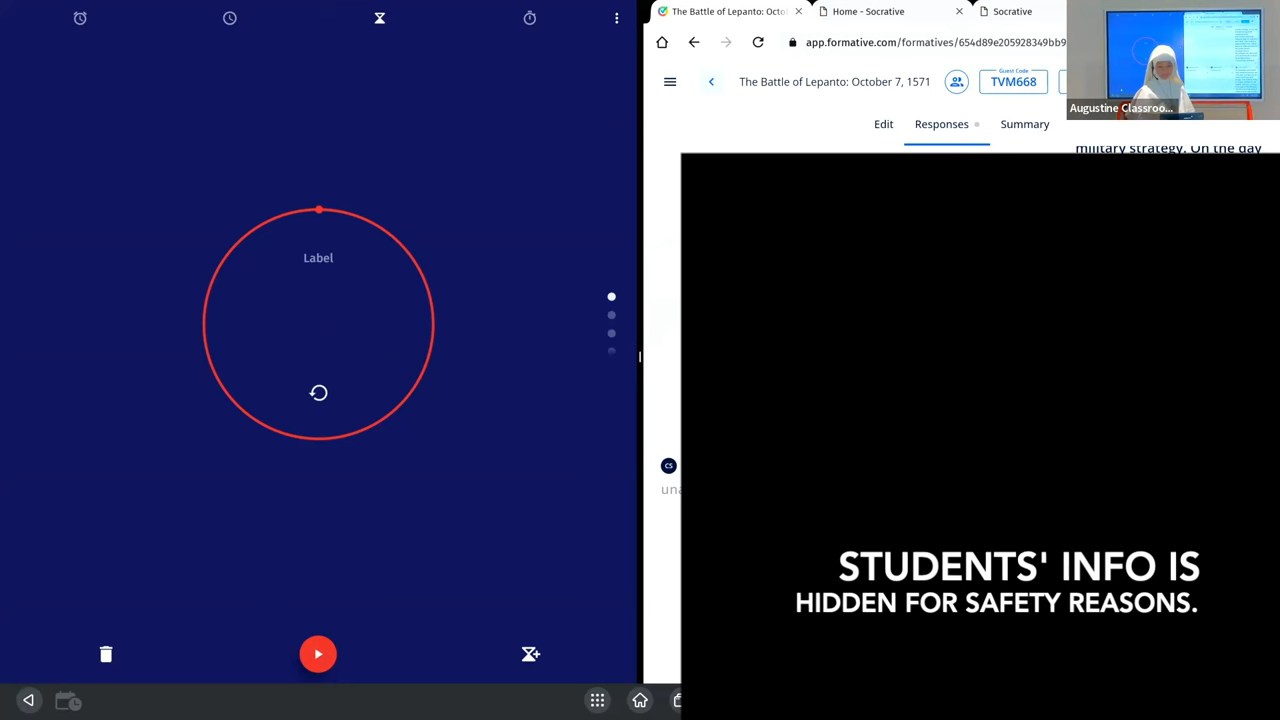 Label
The Battle of Lepanto: Octo
Home - Socrative
Socrative
app.formative.com/formatives/654d89e205928349bb9
The Battle of Lepanto: October 7, 1571
Guest Code
TVM668
Edit
Responses
Summary
Augustine Classroo...
military strategy. On the day
CS
una
STUDENTS' INFO IS
HIDDEN FOR SAFETY REASONS.